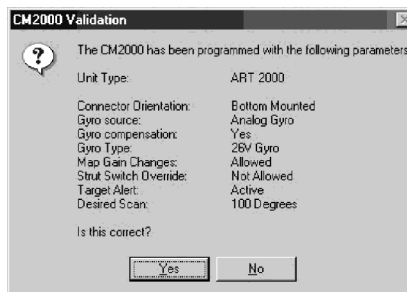 CM2000 Validation
The CM2000 has been programmed with the following parameters
Unit Type: ART 2000
Connector Orientation: Bottom Mounted
Gyro source: Analog Gyro
Gyro compensation: Yes
Gyro Type: 26V Gyro
Map Gain Changes: Allowed
Strut Switch Override: Not Allowed
Target Alert: Active
Desired Scan: 100 Degrees
Is this correct?
Yes No